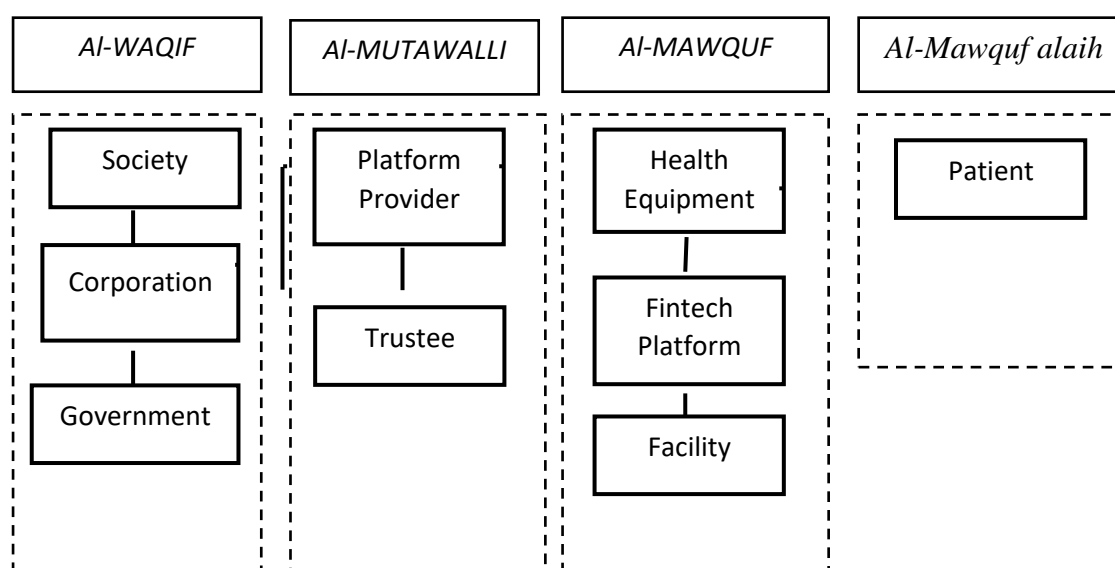 Al-WAQIF
Al-MUTAWALLI
Al-MAWQUF
Al-Mawquf alaih
Society
Corporation
Government
Platform
Provider
Trustee
Health
Equipment
Fintech
Platform
Facility
Patient